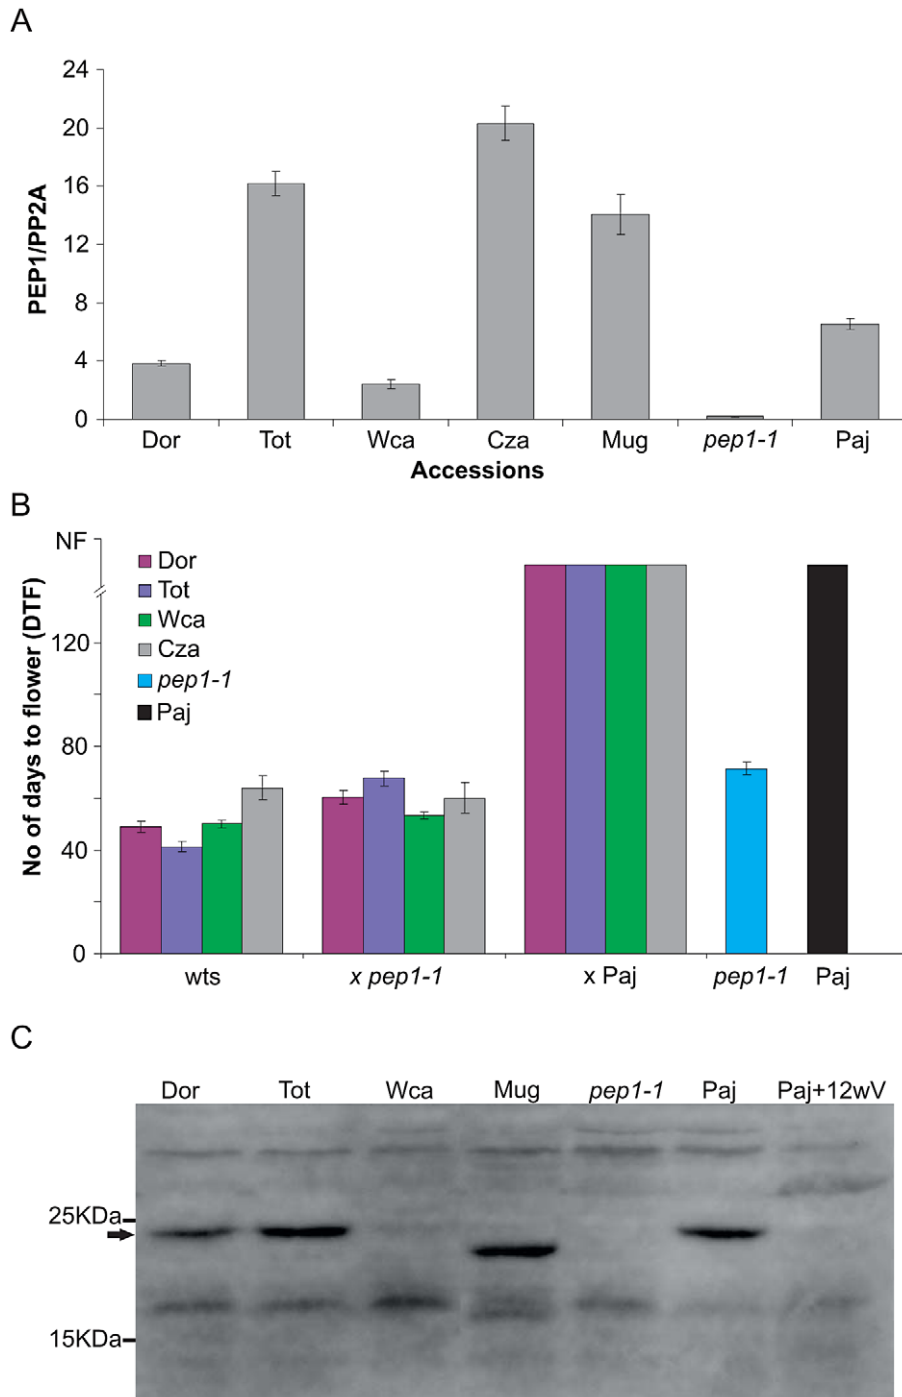 A
24
20
16
12
8
4
0
PEP1/PP2A
Dor Tot Wca Cza Mug pep1-1 Paj
Accessions
B
NF
120
80
40
0
No of days to flower (DTF)
Dor
Tot
Wca
Cza
pep1-1
Paj
wts x pep1-1 x Paj pep1-1 Paj
C
Dor Tot Wca Mug pep1-1 Paj Paj+12wV
25KDa
15KDa